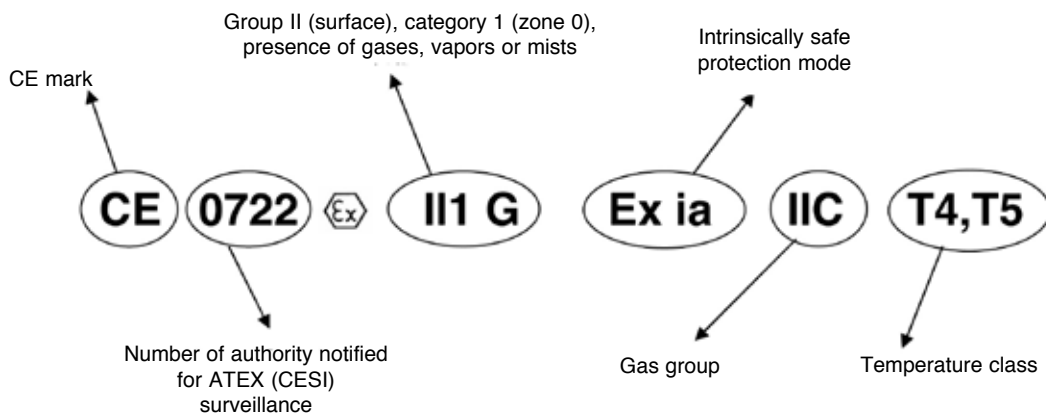 Group II (surface), category 1 (zone 0),
presence of gases, vapors or mists
Intrinsically safe
protection mode
CE mark
CE 0722 Ex II1 G Ex ia IIC T4,T5
Number of authority notified
for ATEX (CESI)
surveillance
Gas group
Temperature class